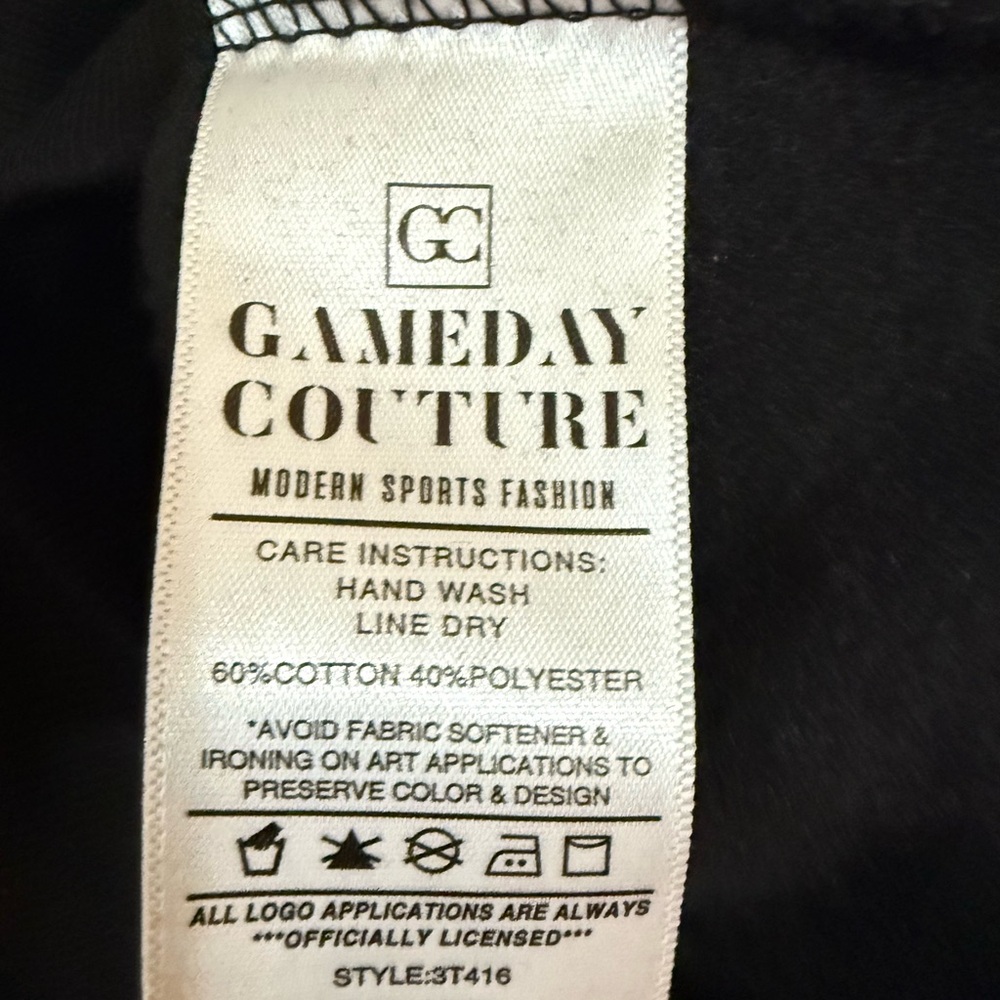 GC
GAMEDAY
COUTURE
MODERN SPORTS FASHION
CARE INSTRUCTIONS:
HAND WASH
LINE DRY
60%COTTON 40%POLYESTER
*AVOID FABRIC SOFTENER &
IRONING ON ART APPLICATIONS TO
PRESERVE COLOR & DESIGN
ALL LOGO APPLICATIONS ARE ALWAYS
***OFFICIALLY LICENSED***
STYLE:3T416